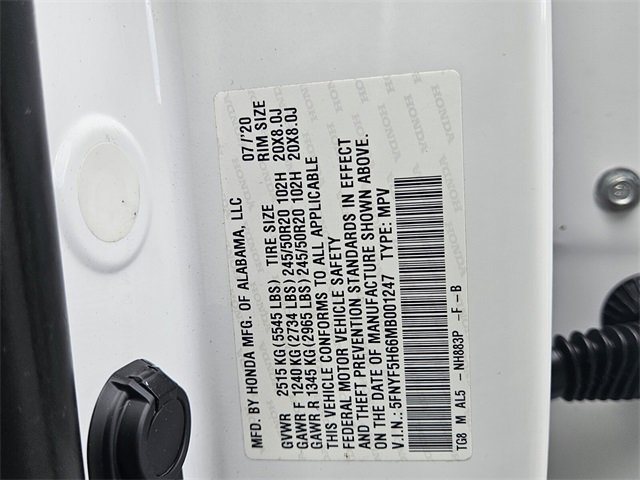 MFD. BY HONDA MFG. OF ALABAMA, LLC 07/'20
TIRE SIZE RIM SIZE
GVWR 2515 KG (5545 LBS)
GAWR F 1240 KG (2734 LBS) 245/50R20 102H 20X8.0J
GAWR R 1345 KG (2965 LBS) 245/50R20 102H 20X8.0J
THIS VEHICLE CONFORMS TO ALL APPLICABLE
FEDERAL MOTOR VEHICLE SAFETY
AND THEFT PREVENTION STANDARDS IN EFFECT
ON THE DATE OF MANUFACTURE SHOWN ABOVE.
V.I.N.: 5FNYF5H66MB001247 TYPE: MPV
TG8 M AL5 - NH883P -F-B
HONDA